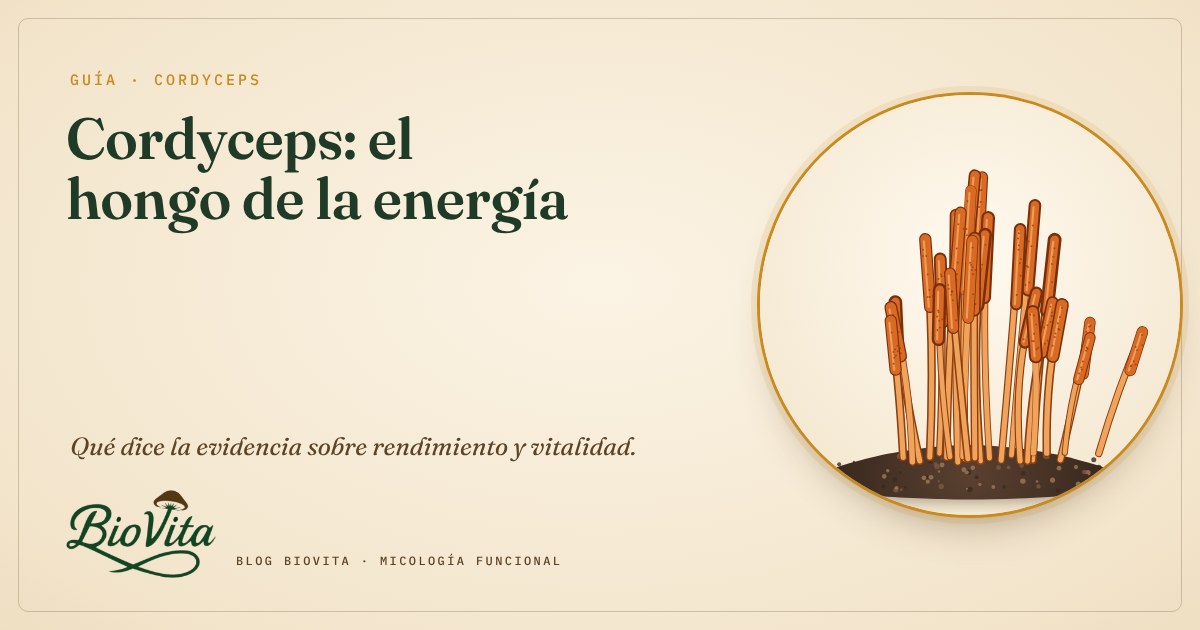 GUÍA · CORDYCEPS
Cordyceps: el
hongo de la energía
Qué dice la evidencia sobre rendimiento y vitalidad.
BioVita
BLOG BIOVITA · MICOLOGÍA FUNCIONAL